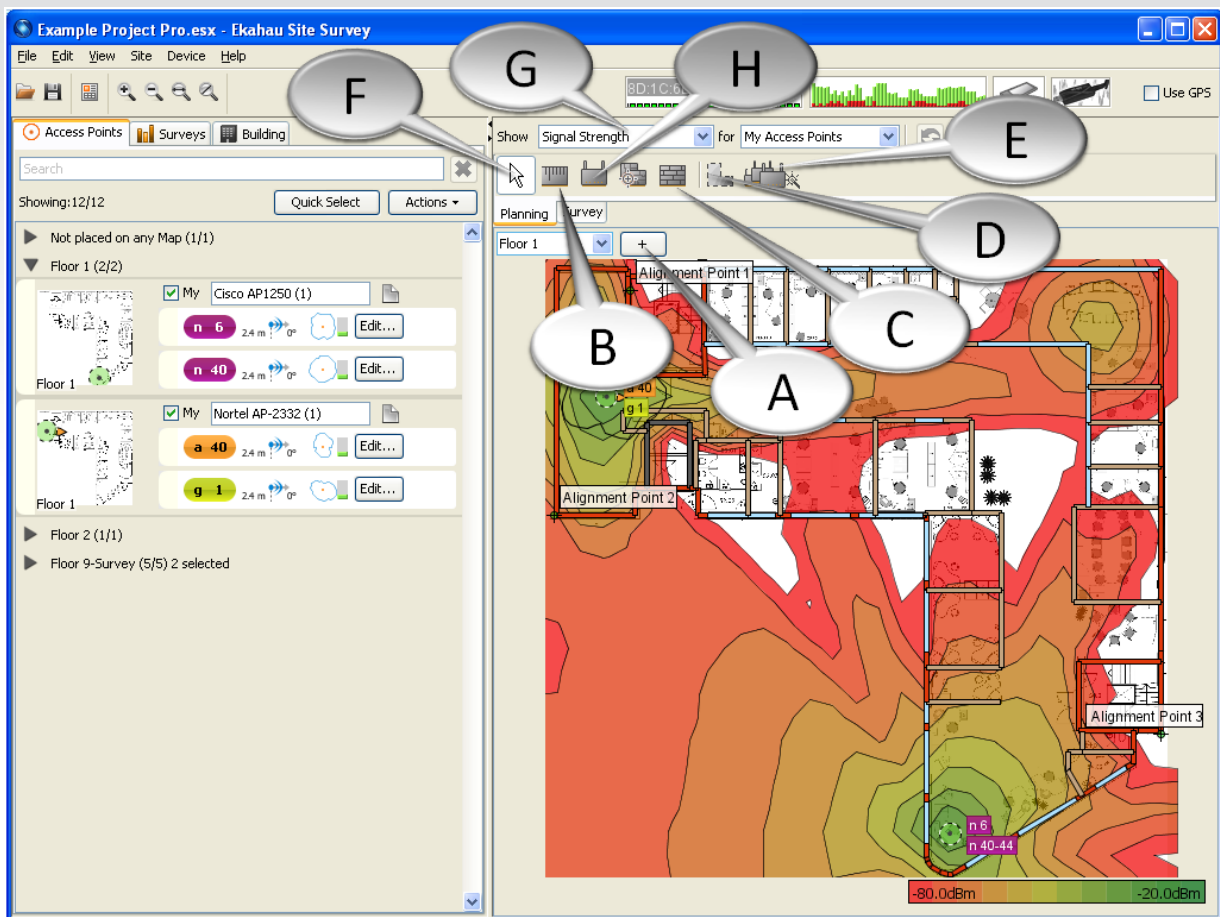 Example Project Pro.esx - Ekahau Site Survey
File Edit View Site Device Help
Use GPS
F
G
H
E
D
C
B
A
Access Points
Surveys
Building
Search
Showing:12/12
Quick Select
Actions
Not placed on any Map (1/1)
Floor 1 (2/2)
My
Cisco AP1250 (1)
n 6
2.4 m
0°
Edit...
n 40
2.4 m
0°
Edit...
Floor 1
My
Nortel AP-2332 (1)
a 40
2.4 m
0°
Edit...
g 1
2.4 m
0°
Edit...
Floor 1
Floor 2 (1/1)
Floor 9-Survey (5/5) 2 selected
Show
Signal Strength
for
My Access Points
Planning
Survey
Floor 1
+
Alignment Point 1
a 40
g 1
Alignment Point 2
Alignment Point 3
n 6
n 40-44
-80.0dBm
-20.0dBm